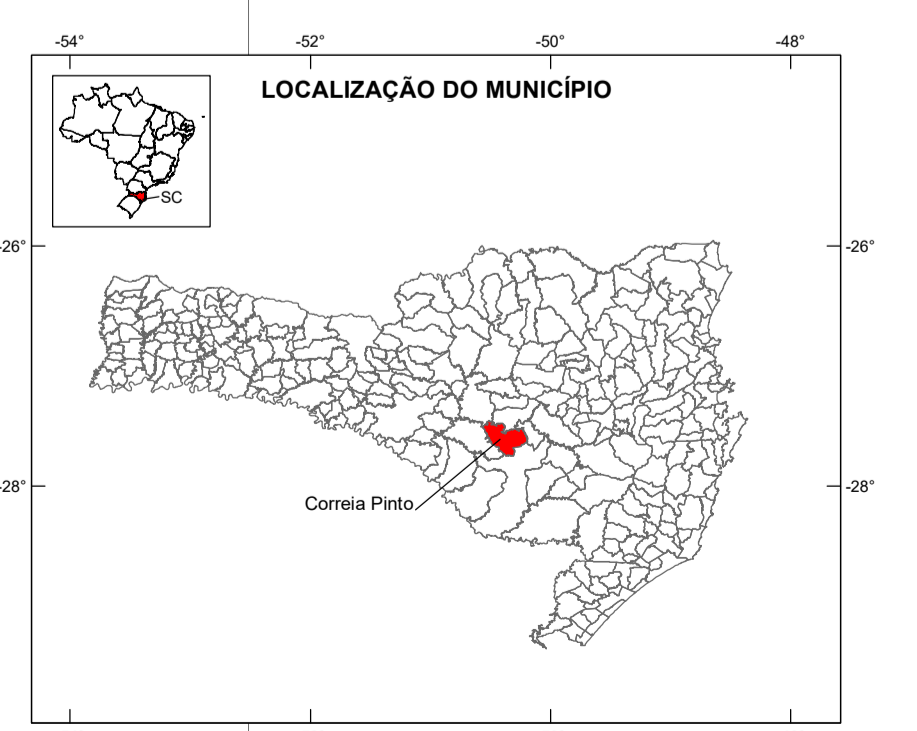 -54°
-52°
-50°
-48°
LOCALIZAÇÃO DO MUNICÍPIO
SC
-26°
-26°
-28°
-28°
Correia Pinto